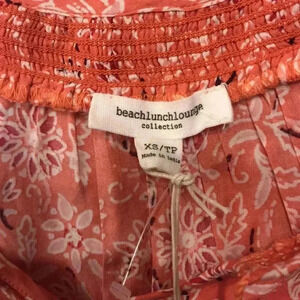 beachlunchlounge
collection
XS/TP
Made in India